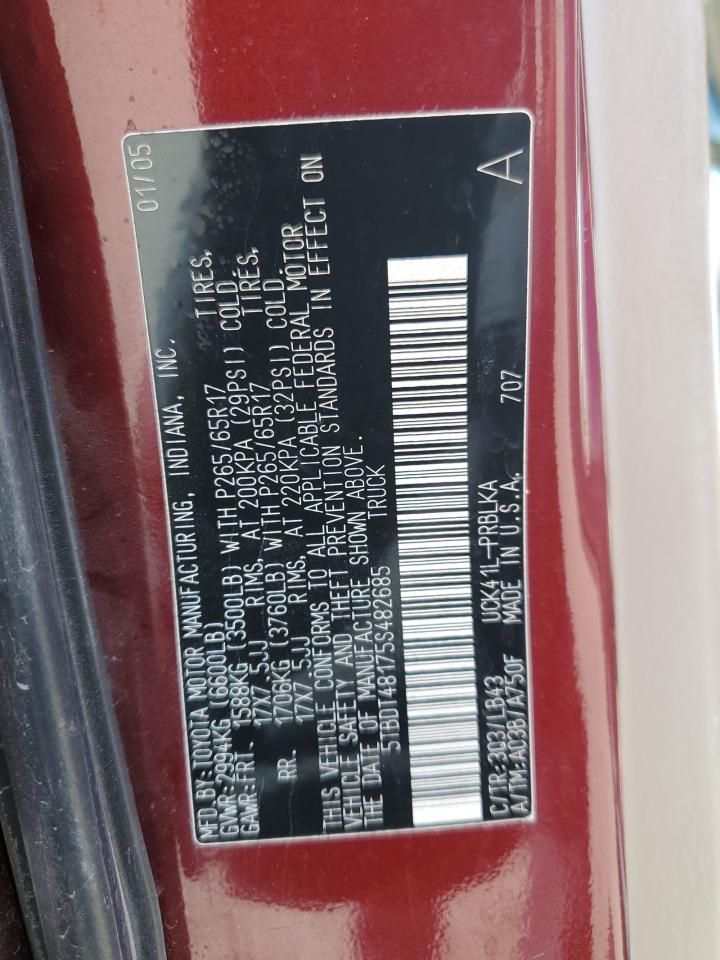 MFD BY:TOYOTA MOTOR MANUFACTURING, INDIANA, INC. 01/05
GVWR:2994KG (6600LB)
GAWR:FRT. 1588KG (3500LB) WITH P265/65R17 TIRES,
17X7.5JJ RIMS, AT 200KPA (29PSI) COLD.
RR. 1706KG (3760LB) WITH P265/65R17 TIRES,
17X7.5JJ RIMS, AT 220KPA (32PSI) COLD.
THIS VEHICLE CONFORMS TO ALL APPLICABLE FEDERAL MOTOR
VEHICLE SAFETY AND THEFT PREVENTION STANDARDS IN EFFECT ON
THE DATE OF MANUFACTURE SHOWN ABOVE.
5TBDT48175S482685 TRUCK
C/TR:3Q3/LB43 UCK41L-PRBLKA 707 A
A/TM:A03B/A750F MADE IN U.S.A.